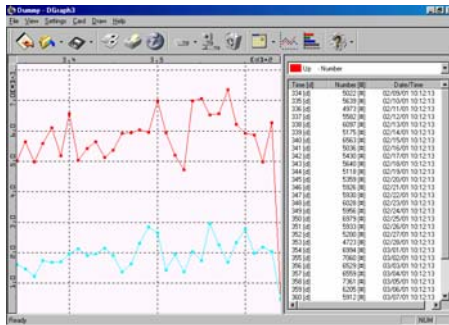 Dummy - DGraph3
File View Settings Card Draw Help
Up - Number
Time [d] Number [#] Date/Time
334 [d] 5022 [#] 02/09/01 10:12:13
335 [d] 5639 [#] 02/10/01 10:12:13
336 [d] 4973 [#] 02/11/01 10:12:13
337 [d] 5582 [#] 02/12/01 10:12:13
338 [d] 6287 [#] 02/13/01 10:12:13
339 [d] 5175 [#] 02/14/01 10:12:13
340 [d] 6563 [#] 02/15/01 10:12:13
341 [d] 5036 [#] 02/16/01 10:12:13
342 [d] 5430 [#] 02/17/01 10:12:13
343 [d] 5640 [#] 02/18/01 10:12:13
344 [d] 5118 [#] 02/19/01 10:12:13
345 [d] 5359 [#] 02/20/01 10:12:13
346 [d] 5926 [#] 02/21/01 10:12:13
347 [d] 5930 [#] 02/22/01 10:12:13
348 [d] 6028 [#] 02/23/01 10:12:13
349 [d] 5956 [#] 02/24/01 10:12:13
350 [d] 6979 [#] 02/25/01 10:12:13
351 [d] 5933 [#] 02/26/01 10:12:13
352 [d] 5200 [#] 02/27/01 10:12:13
353 [d] 4723 [#] 02/28/01 10:12:13
354 [d] 6994 [#] 03/01/01 10:12:13
355 [d] 7060 [#] 03/02/01 10:12:13
356 [d] 6529 [#] 03/03/01 10:12:13
357 [d] 6559 [#] 03/04/01 10:12:13
358 [d] 7361 [#] 03/05/01 10:12:13
359 [d] 6205 [#] 03/06/01 10:12:13
360 [d] 5912 [#] 03/07/01 10:12:13
Ready NUM